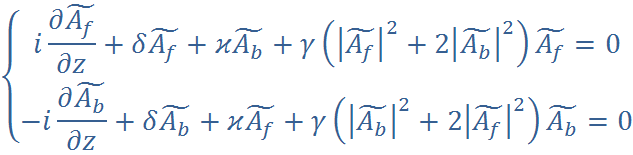 i ∂Ã_f/∂z + δÃ_f + ϰÃ_b + γ(|Ã_f|² + 2|Ã_b|²)Ã_f = 0
−i ∂Ã_b/∂z + δÃ_b + ϰÃ_f + γ(|Ã_b|² + 2|Ã_f|²)Ã_b = 0